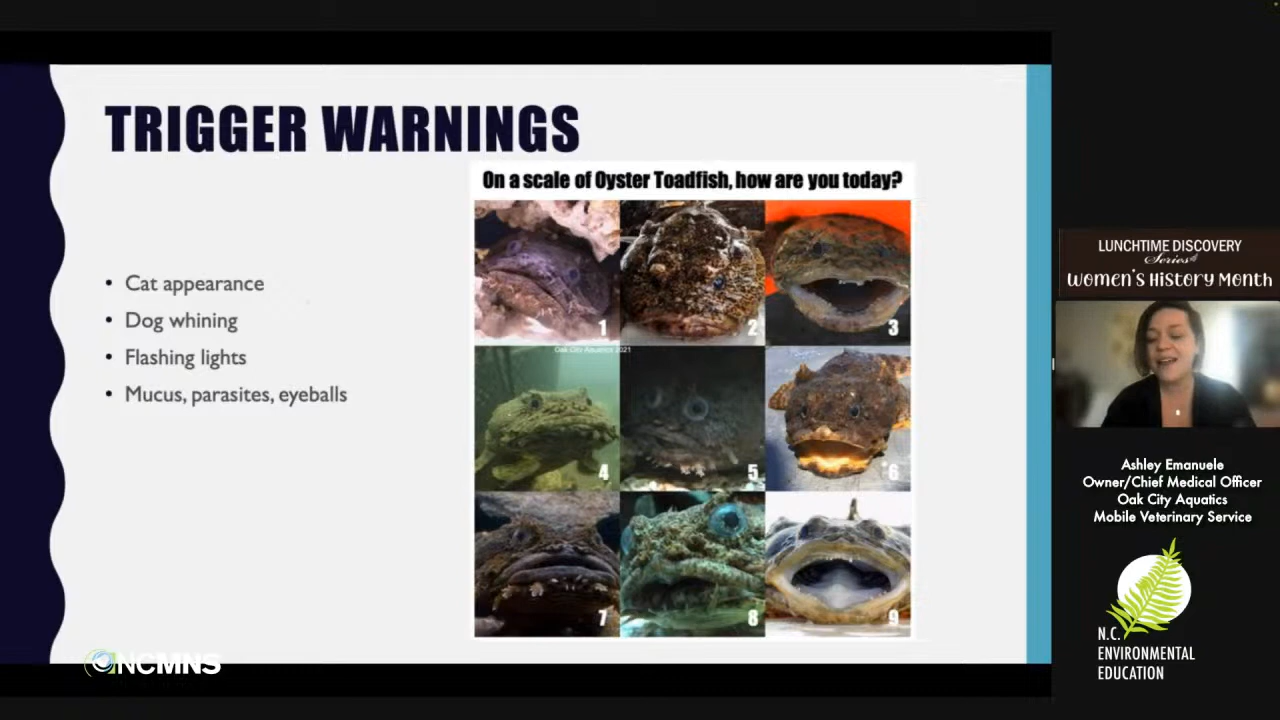 TRIGGER WARNINGS
On a scale of Oyster Toadfish, how are you today?
• Cat appearance
• Dog whining
• Flashing lights
• Mucus, parasites, eyeballs
1
2
3
Oak City Aquatics 2021
4
5
6
7
8
9
NCMNS
LUNCHTIME DISCOVERY
Series
Women's History Month
Ashley Emanuele
Owner/Chief Medical Officer
Oak City Aquatics
Mobile Veterinary Service
N.C.
ENVIRONMENTAL
EDUCATION